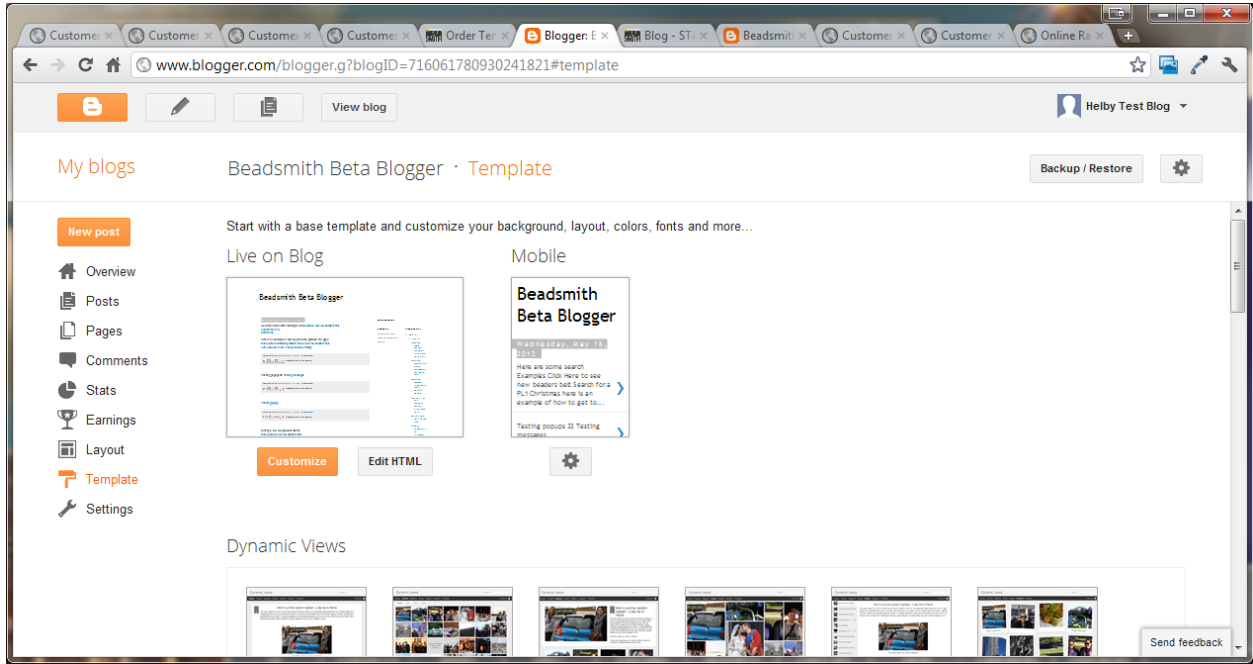 Customer
Customer
Customer
Customer
Order Ter
Blogger: B
Blog - ST
Beadsmit
Customer
Customer
Online Ra
www.blogger.com/blogger.g?blogID=716061780930241821#template
View blog
Helby Test Blog
My blogs
Beadsmith Beta Blogger · Template
Backup / Restore
New post
Start with a base template and customize your background, layout, colors, fonts and more...
Overview
Posts
Pages
Comments
Stats
Earnings
Layout
Template
Settings
Live on Blog
Mobile
Beadsmith Beta Blogger
Beadsmith
Beta Blogger
Wednesday, May 16,
2012
Here are some search
Examples Click Here to see
new beaders belt Search for a
PLY Christmas here is an
example of how to get to...
Testing popups 33 Testing
messages
Customize
Edit HTML
Dynamic Views
Send feedback